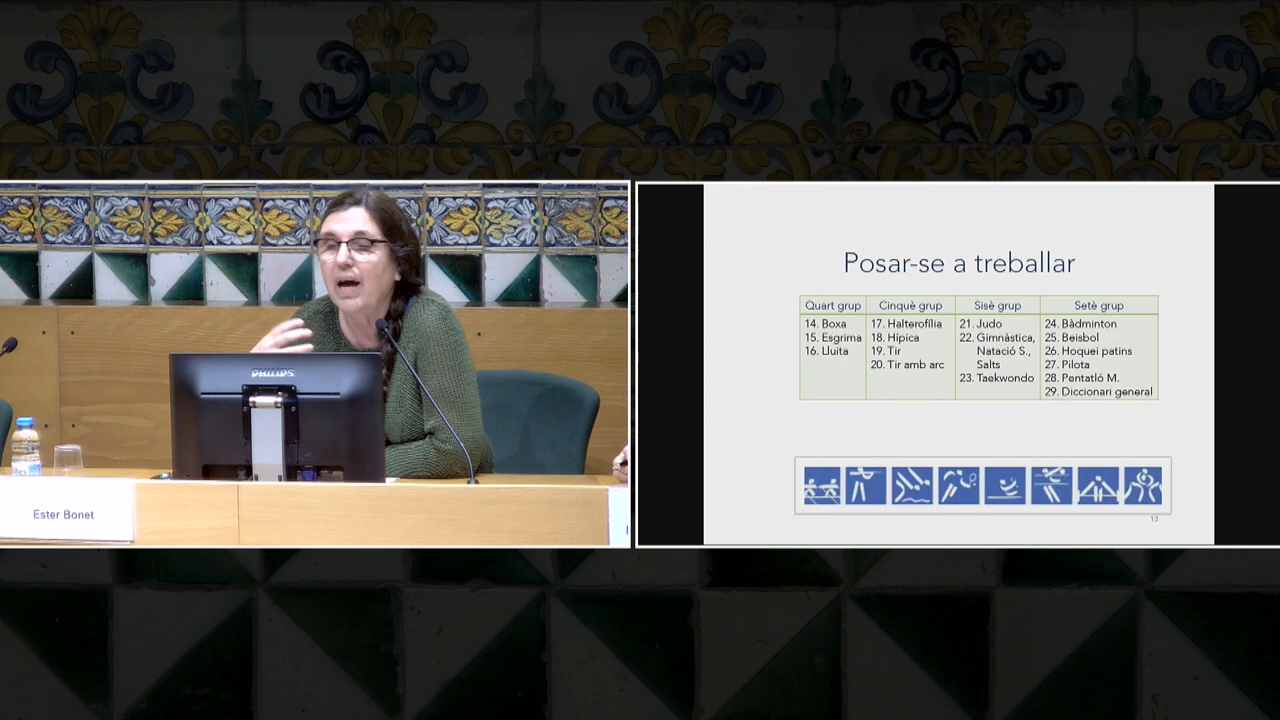 PHILIPS
Ester Bonet
Posar-se a treballar
Quart grup
14. Boxa
15. Esgrima
16. Lluita
Cinquè grup
17. Halterofília
18. Hípica
19. Tir
20. Tir amb arc
Sisè grup
21. Judo
22. Gimnàstica,
Natació S.,
Salts
23. Taekwondo
Setè grup
24. Bàdminton
25. Beisbol
26. Hoquei patins
27. Pilota
28. Pentatló M.
29. Diccionari general
13